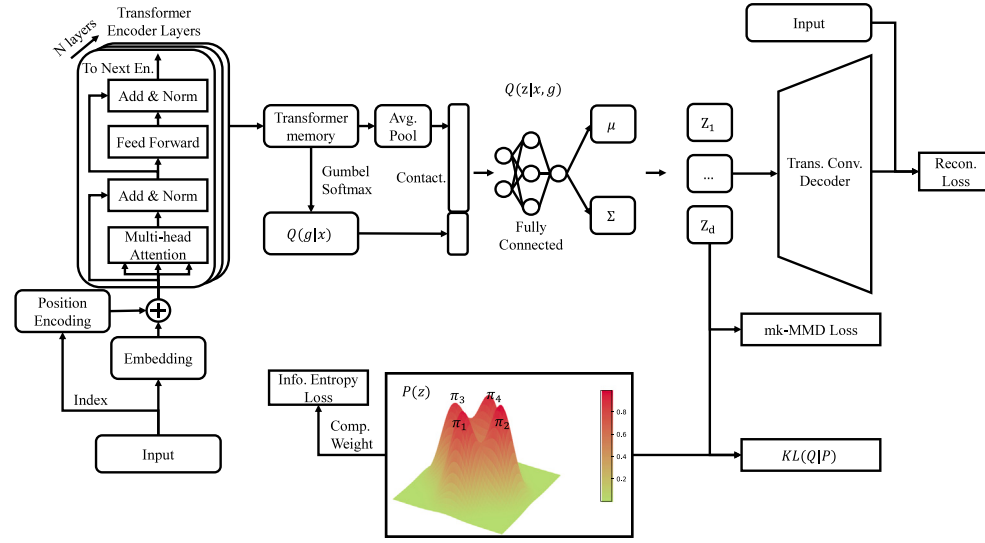 Transformer
Encoder Layers
N layers
To Next En.
Add & Norm
Feed Forward
Add & Norm
Multi-head
Attention
Position
Encoding
Embedding
Index
Input
Transformer
memory
Avg.
Pool
Gumbel
Softmax
Q(g|x)
Contact.
Q(z|x, g)
Fully
Connected
μ
Σ
Z₁
...
Z_d
Input
Trans. Conv.
Decoder
Recon.
Loss
mk-MMD Loss
KL(Q|P)
Info. Entropy
Loss
Comp.
Weight
P(z)
π₃
π₄
π₁
π₂
0.8
0.6
0.4
0.2